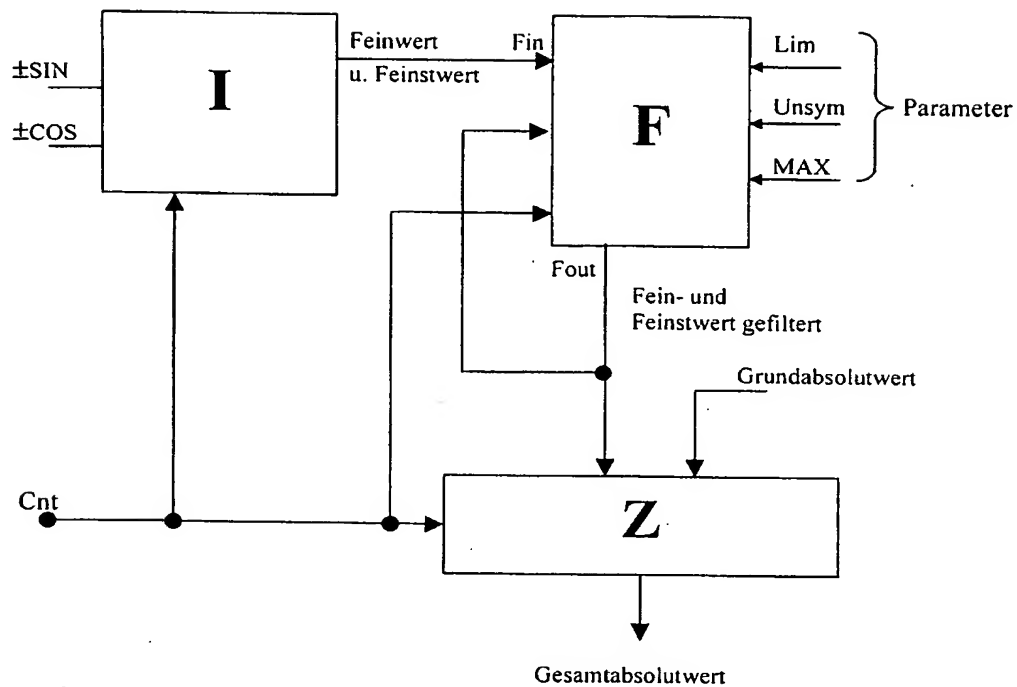 ±SIN
±COS
I
Feinwert
u. Feinstwert
Fin
F
Lim
Unsym
MAX
Parameter
Fout
Fein- und
Feinstwert gefiltert
Grundabsolutwert
Cnt
Z
Gesamtabsolutwert